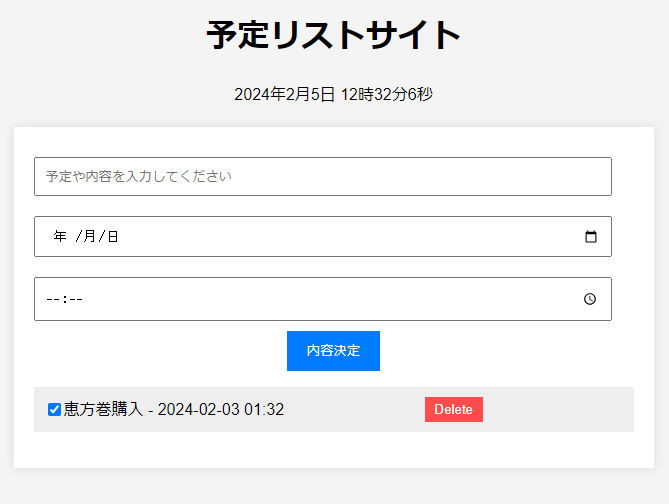 予定リストサイト
2024年2月5日 12時32分6秒
予定や内容を入力してください
年 /月/日
--:--
内容決定
恵方巻購入 - 2024-02-03 01:32 Delete